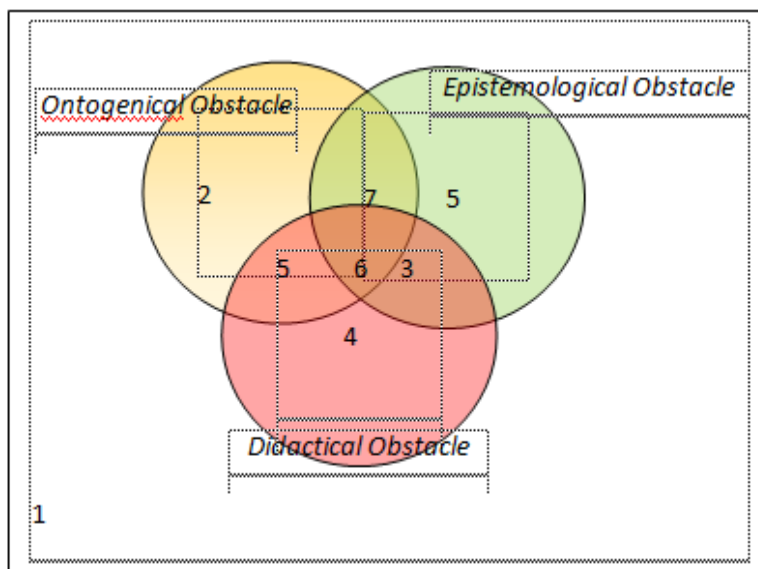 Epistemological Obstacle
Ontogenical Obstacle
2 7 5
5 6 3
4
Didactical Obstacle
1